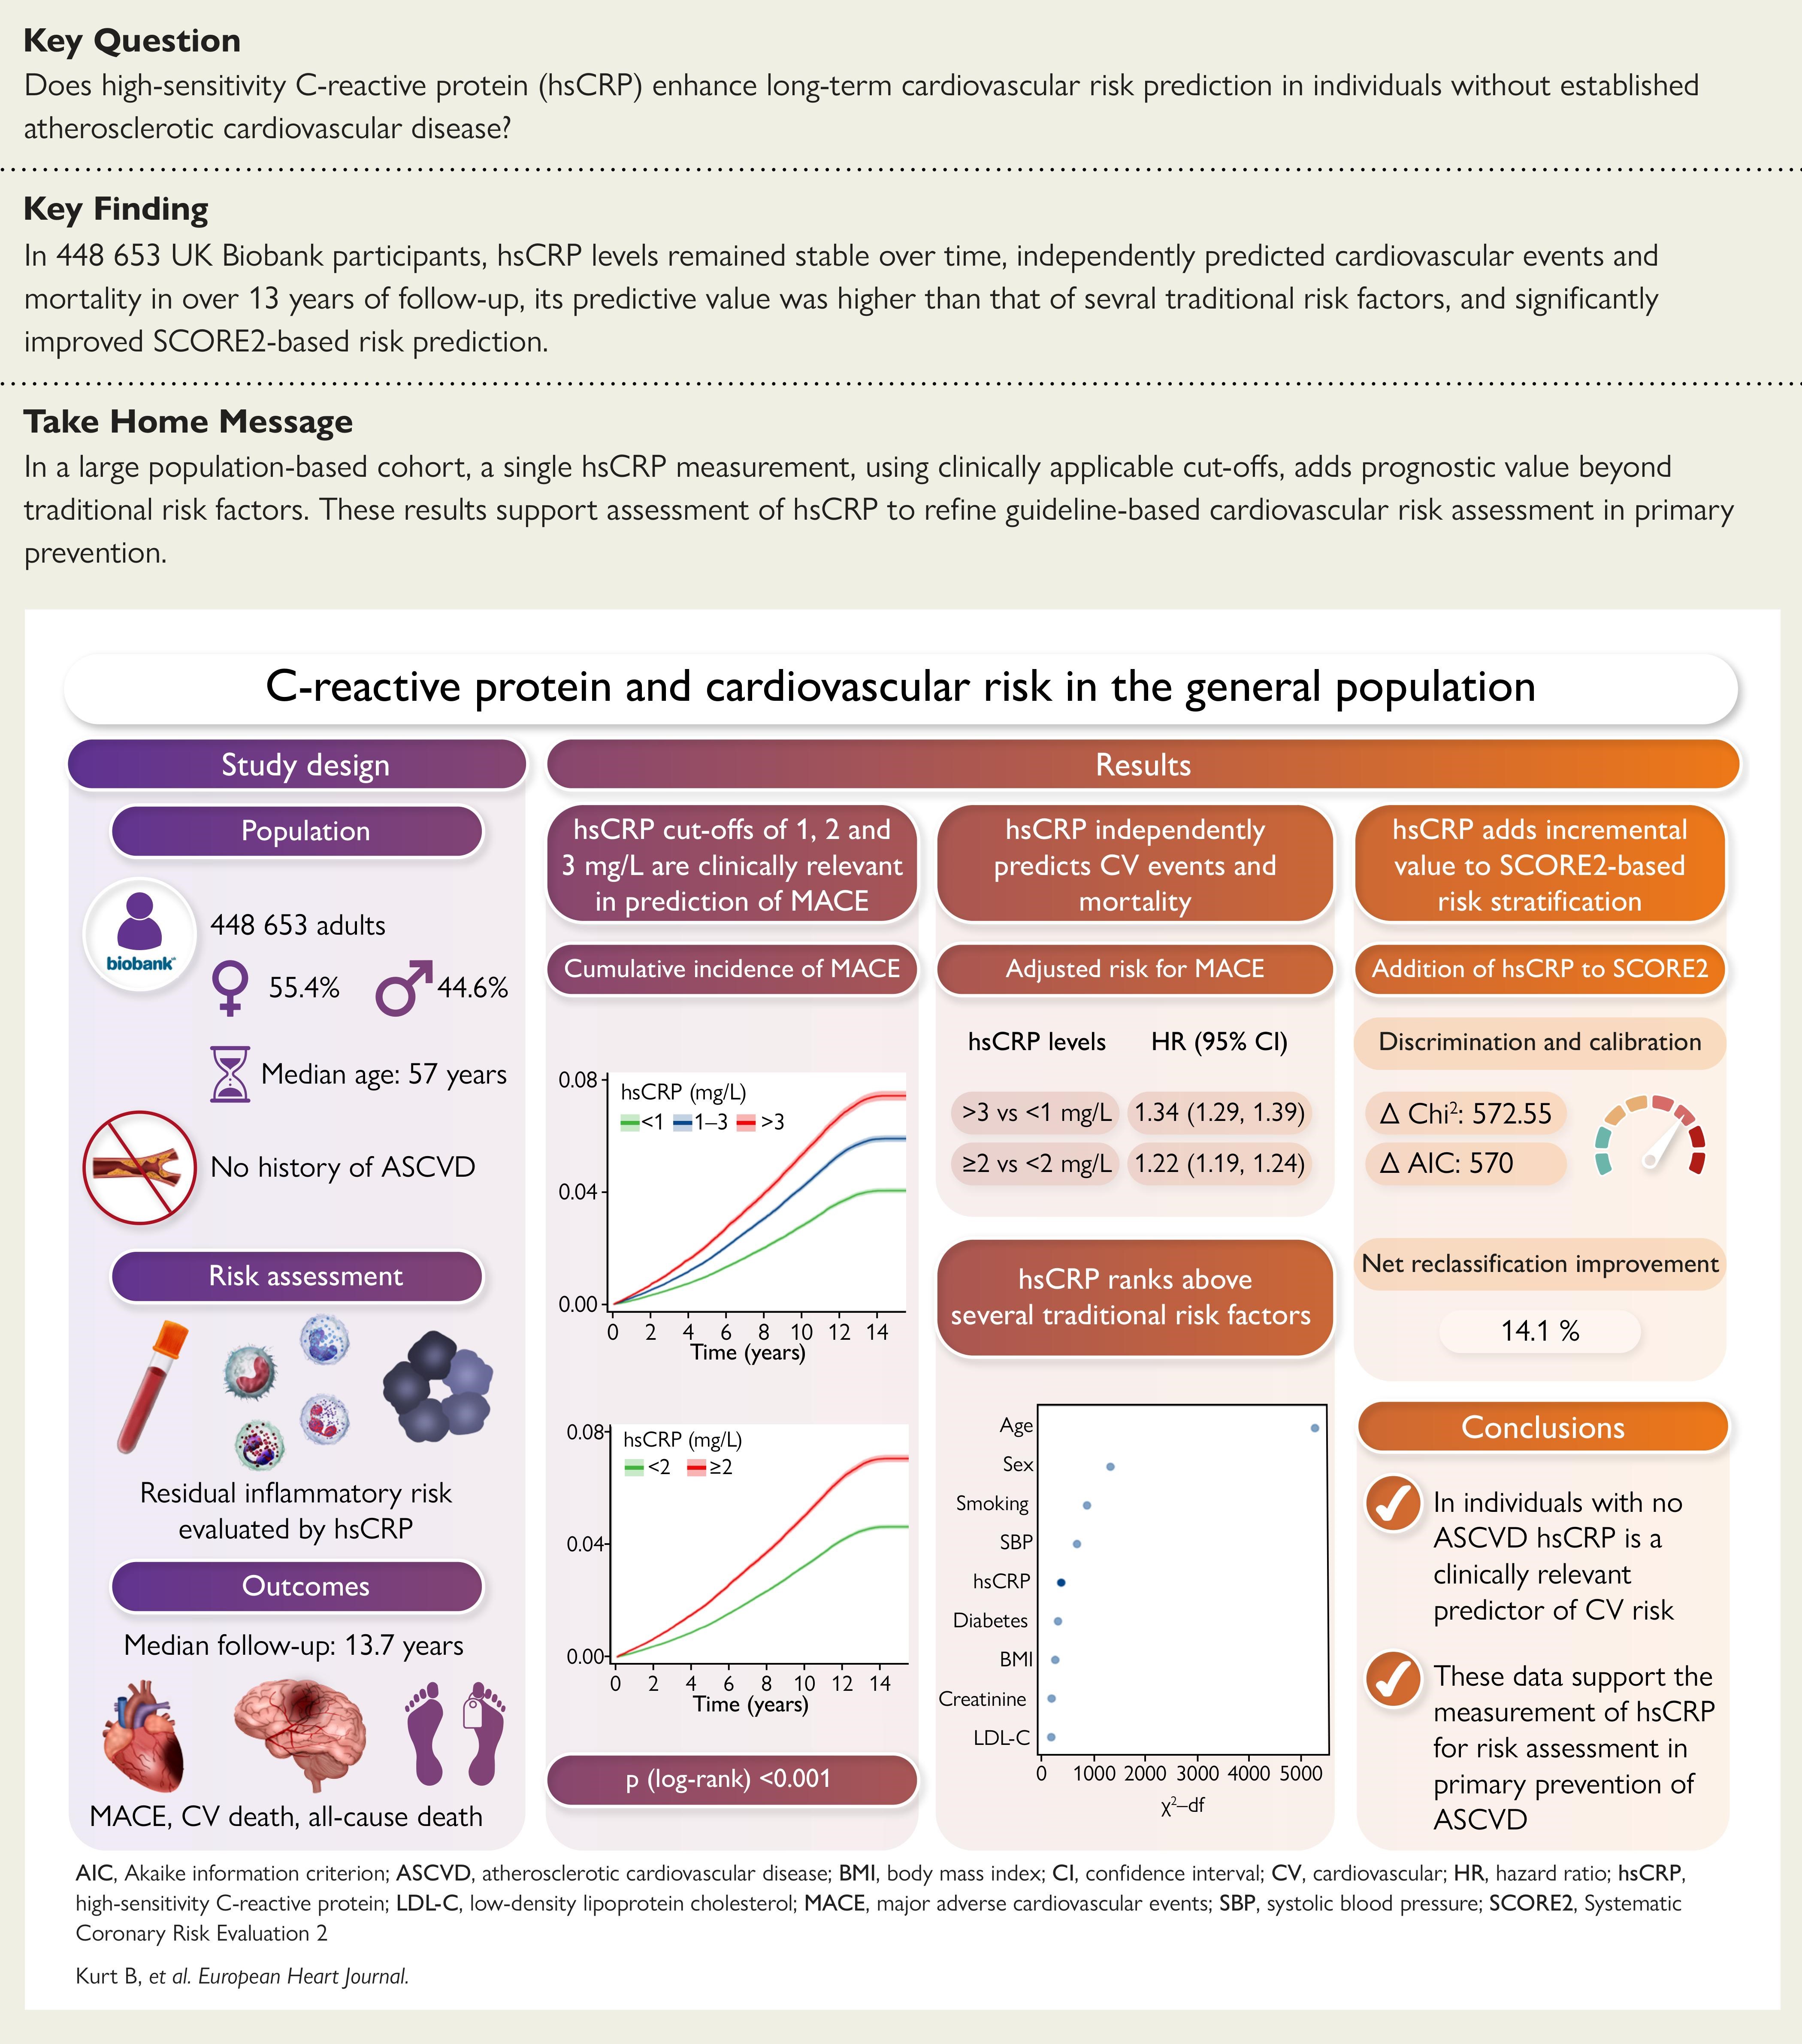 Key Question
Does high-sensitivity C-reactive protein (hsCRP) enhance long-term cardiovascular risk prediction in individuals without established
atherosclerotic cardiovascular disease?
Key Finding
In 448 653 UK Biobank participants, hsCRP levels remained stable over time, independently predicted cardiovascular events and
mortality in over 13 years of follow-up, its predictive value was higher than that of sevral traditional risk factors, and significantly
improved SCORE2-based risk prediction.
Take Home Message
In a large population-based cohort, a single hsCRP measurement, using clinically applicable cut-offs, adds prognostic value beyond
traditional risk factors. These results support assessment of hsCRP to refine guideline-based cardiovascular risk assessment in primary
prevention.
C-reactive protein and cardiovascular risk in the general population
Study design
Population
biobank™
448 653 adults
55.4%
44.6%
Median age: 57 years
No history of ASCVD
Risk assessment
Residual inflammatory risk
evaluated by hsCRP
Outcomes
Median follow-up: 13.7 years
MACE, CV death, all-cause death
Results
hsCRP cut-offs of 1, 2 and
3 mg/L are clinically relevant
in prediction of MACE
Cumulative incidence of MACE
hsCRP (mg/L)
<1 1–3 >3
0.08
0.04
0.00
0 2 4 6 8 10 12 14
Time (years)
hsCRP (mg/L)
<2 ≥2
0.08
0.04
0.00
0 2 4 6 8 10 12 14
Time (years)
p (log-rank) <0.001
hsCRP independently
predicts CV events and
mortality
Adjusted risk for MACE
hsCRP levels HR (95% CI)
>3 vs <1 mg/L 1.34 (1.29, 1.39)
≥2 vs <2 mg/L 1.22 (1.19, 1.24)
hsCRP ranks above
several traditional risk factors
Age
Sex
Smoking
SBP
hsCRP
Diabetes
BMI
Creatinine
LDL-C
0 1000 2000 3000 4000 5000
χ²–df
hsCRP adds incremental
value to SCORE2-based
risk stratification
Addition of hsCRP to SCORE2
Discrimination and calibration
Δ Chi²: 572.55
Δ AIC: 570
Net reclassification improvement
14.1 %
Conclusions
In individuals with no
ASCVD hsCRP is a
clinically relevant
predictor of CV risk
These data support the
measurement of hsCRP
for risk assessment in
primary prevention of
ASCVD
AIC, Akaike information criterion; ASCVD, atherosclerotic cardiovascular disease; BMI, body mass index; CI, confidence interval; CV, cardiovascular; HR, hazard ratio; hsCRP,
high-sensitivity C-reactive protein; LDL-C, low-density lipoprotein cholesterol; MACE, major adverse cardiovascular events; SBP, systolic blood pressure; SCORE2, Systematic
Coronary Risk Evaluation 2
Kurt B, et al. European Heart Journal.